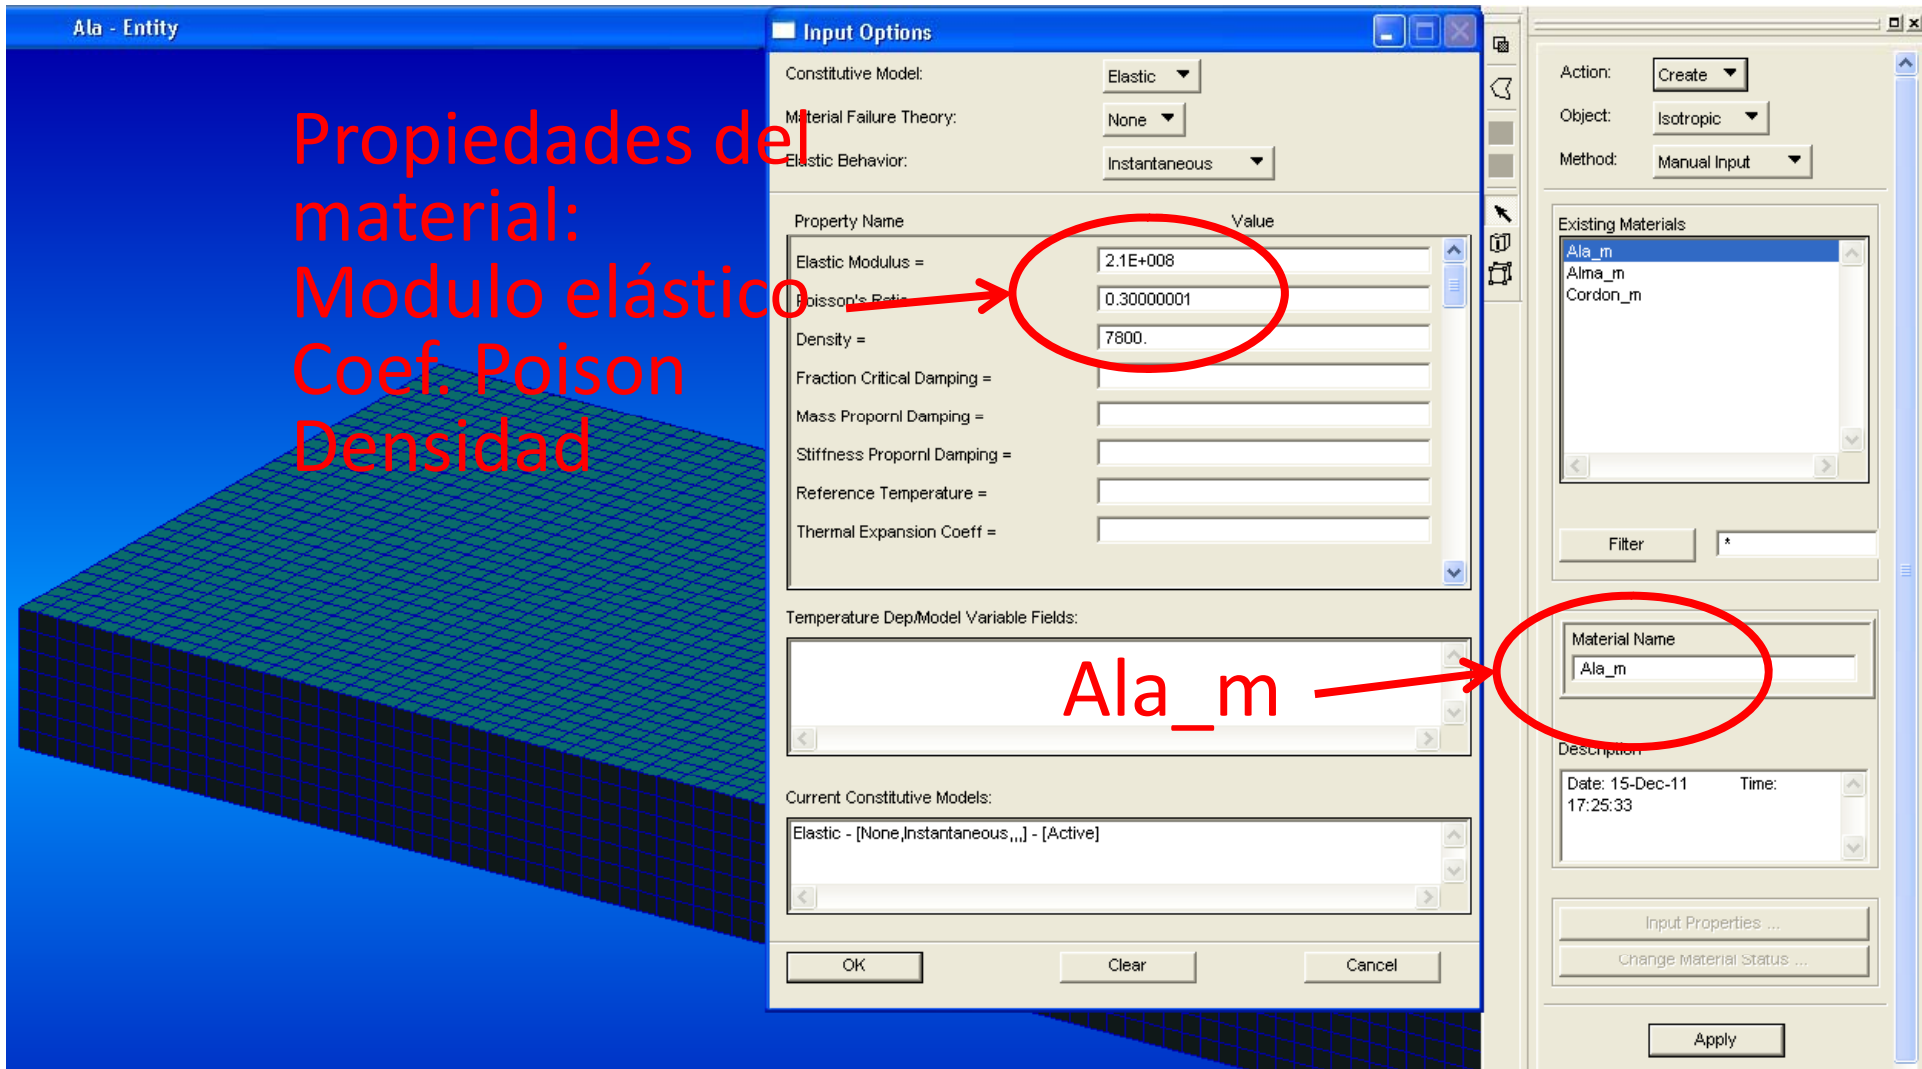 Ala - Entity
Propiedades del
material:
Modulo elástico
Coef. Poison
Densidad
Input Options
Constitutive Model:
Elastic
Material Failure Theory:
None
Elastic Behavior:
Instantaneous
Property Name Value
Elastic Modulus = 2.1E+008
Poisson's Ratio 0.30000001
Density = 7800.
Fraction Critical Damping =
Mass Propornl Damping =
Stiffness Propornl Damping =
Reference Temperature =
Thermal Expansion Coeff =
Temperature Dep/Model Variable Fields:
Ala_m
Current Constitutive Models:
Elastic - [None,Instantaneous,,,] - [Active]
OK Clear Cancel
Action: Create
Object: Isotropic
Method: Manual Input
Existing Materials
Ala_m
Alma_m
Cordon_m
Filter *
Material Name
Ala_m
Description
Date: 15-Dec-11 Time:
17:25:33
Input Properties ...
Change Material Status ...
Apply